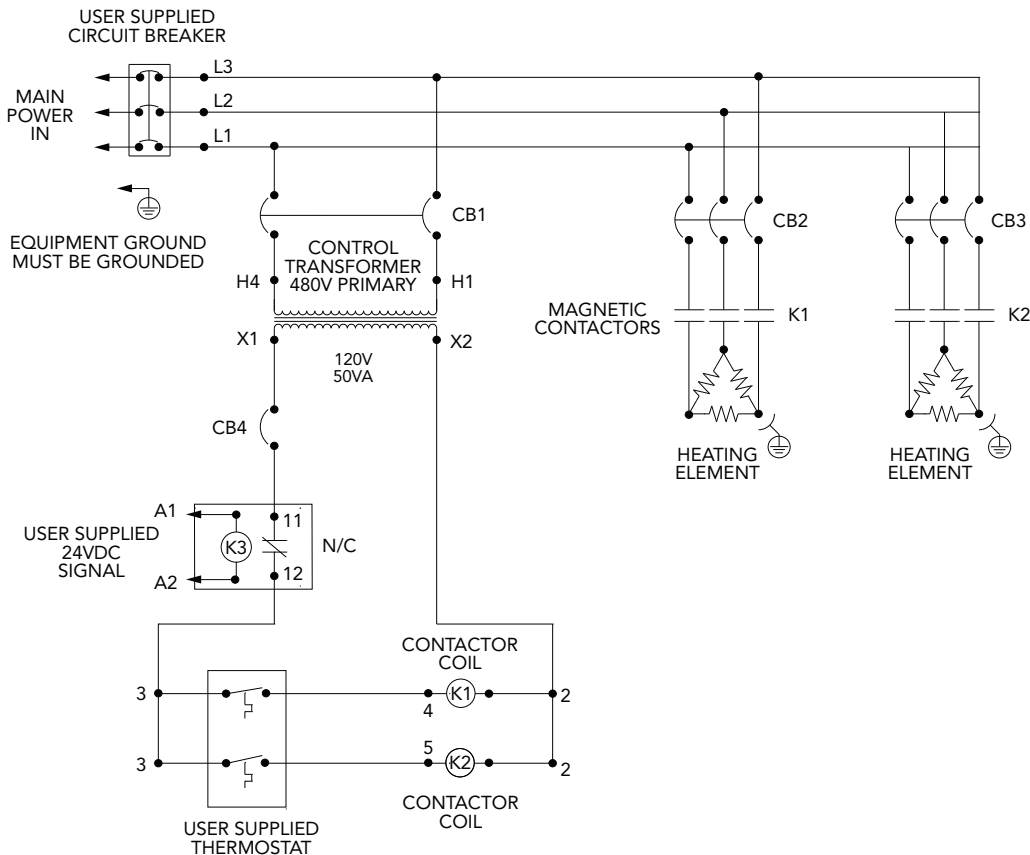 USER SUPPLIED
CIRCUIT BREAKER
L3
MAIN
POWER
IN
L2
L1
EQUIPMENT GROUND
MUST BE GROUNDED
CB1
CB2
CB3
CONTROL
TRANSFORMER
480V PRIMARY
H4
H1
MAGNETIC
CONTACTORS
K1
K2
X1
X2
120V
50VA
CB4
HEATING
ELEMENT
HEATING
ELEMENT
A1
11
USER SUPPLIED
24VDC
SIGNAL
K3
N/C
A2
12
CONTACTOR
COIL
3
K1
2
4
5
3
K2
2
CONTACTOR
COIL
USER SUPPLIED
THERMOSTAT